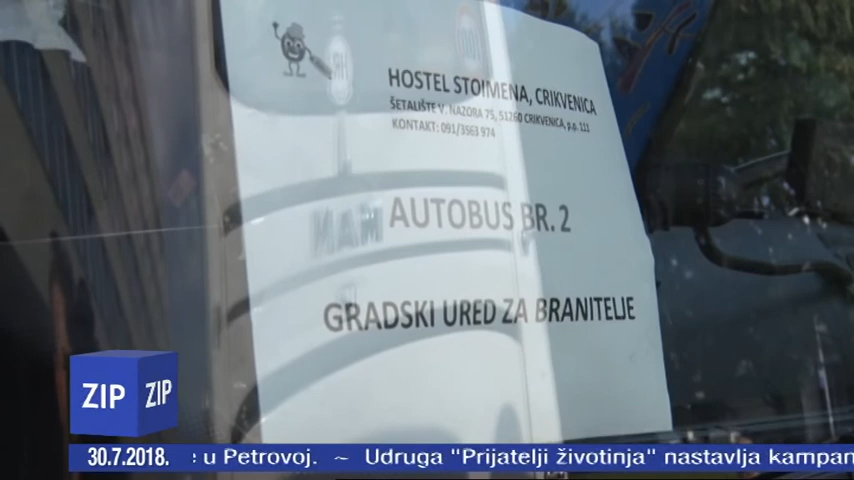 HOSTEL STOIMENA, CRIKVENICA
ŠETALIŠTE V. NAZORA 75, 51260 CRIKVENICA, p.p. 111
KONTAKT: 091/3563 974
AUTOBUS BR. 2
MAN
GRADSKI URED ZA BRANITELJE
ZIP ZIP
30.7.2018. : u Petrovoj. ~ Udruga "Prijatelji životinja" nastavlja kampan